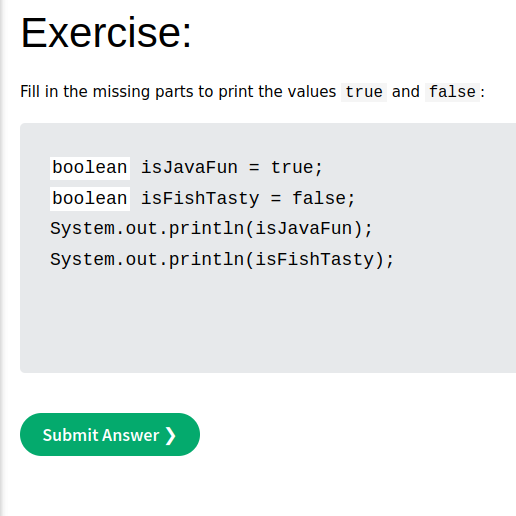 Exercise:
Fill in the missing parts to print the values true and false:
boolean isJavaFun = true;
boolean isFishTasty = false;
System.out.println(isJavaFun);
System.out.println(isFishTasty);
Submit Answer ❯